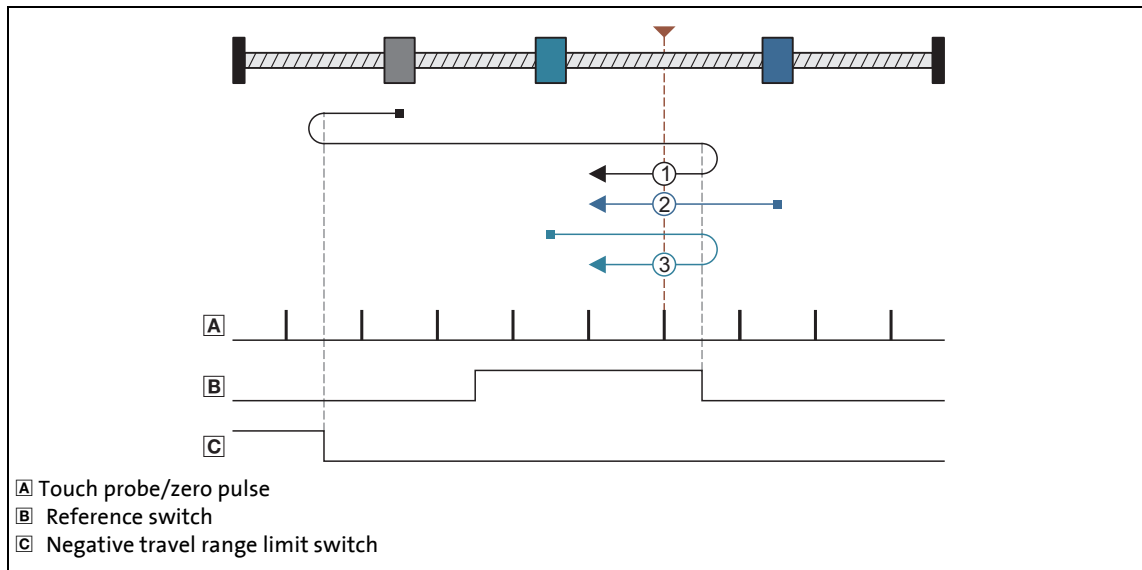 1
2
3
A
B
C
A Touch probe/zero pulse
B Reference switch
C Negative travel range limit switch